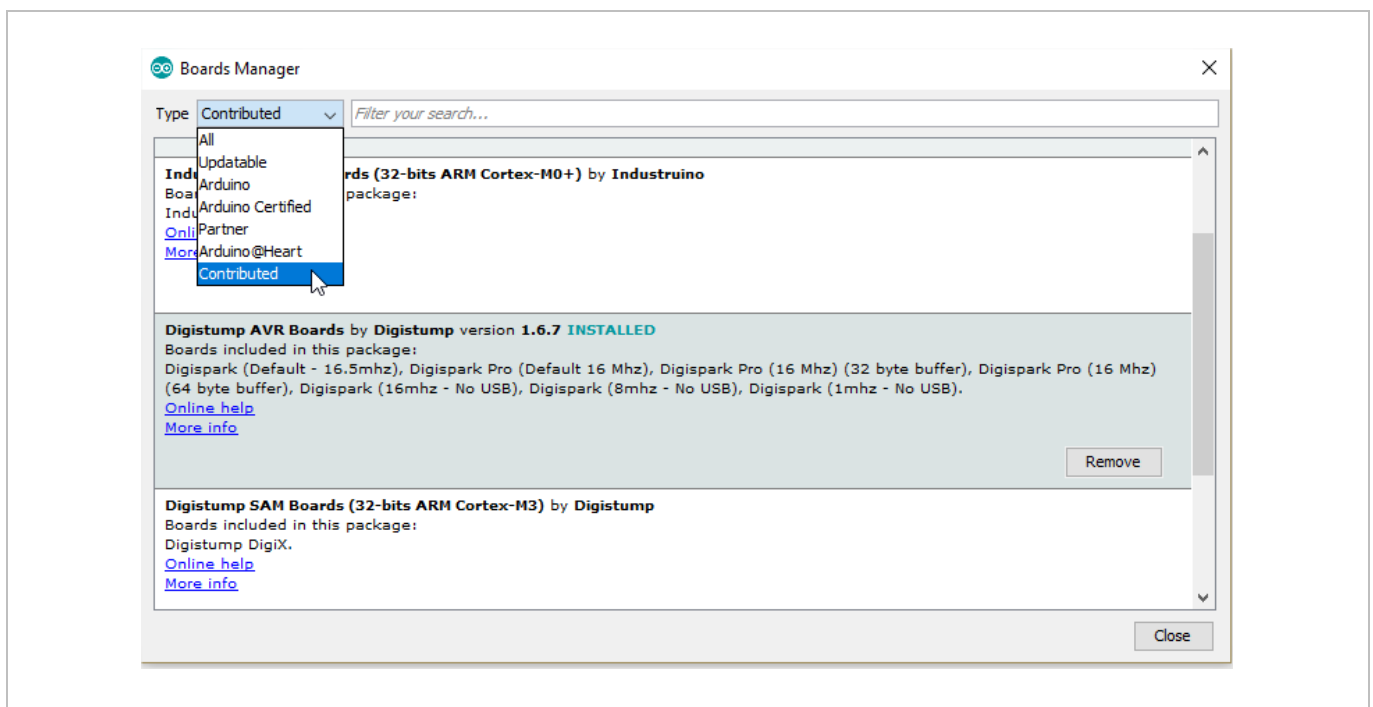 Boards Manager
Type Contributed Filter your search...
All
Updatable
Arduino
Arduino Certified
Partner
Arduino@Heart
Contributed
rds (32-bits ARM Cortex-M0+) by Industruino
package:
Digistump AVR Boards by Digistump version 1.6.7 INSTALLED
Boards included in this package:
Digispark (Default - 16.5mhz), Digispark Pro (Default 16 Mhz), Digispark Pro (16 Mhz) (32 byte buffer), Digispark Pro (16 Mhz)
(64 byte buffer), Digispark (16mhz - No USB), Digispark (8mhz - No USB), Digispark (1mhz - No USB).
Online help
More info
Remove
Digistump SAM Boards (32-bits ARM Cortex-M3) by Digistump
Boards included in this package:
Digistump DigiX.
Online help
More info
Close